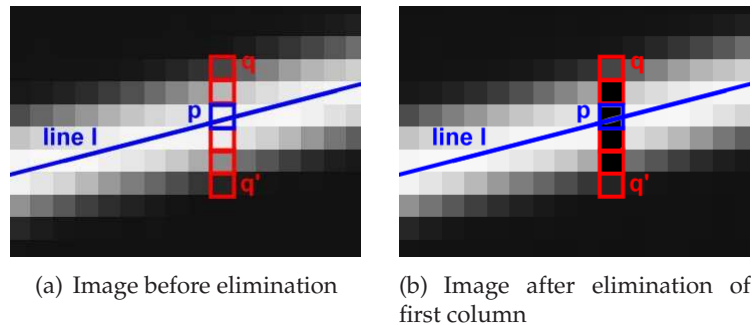 q
p
line l
q'
q
p
line l
q'
(a) Image before elimination
(b) Image after elimination of
first column